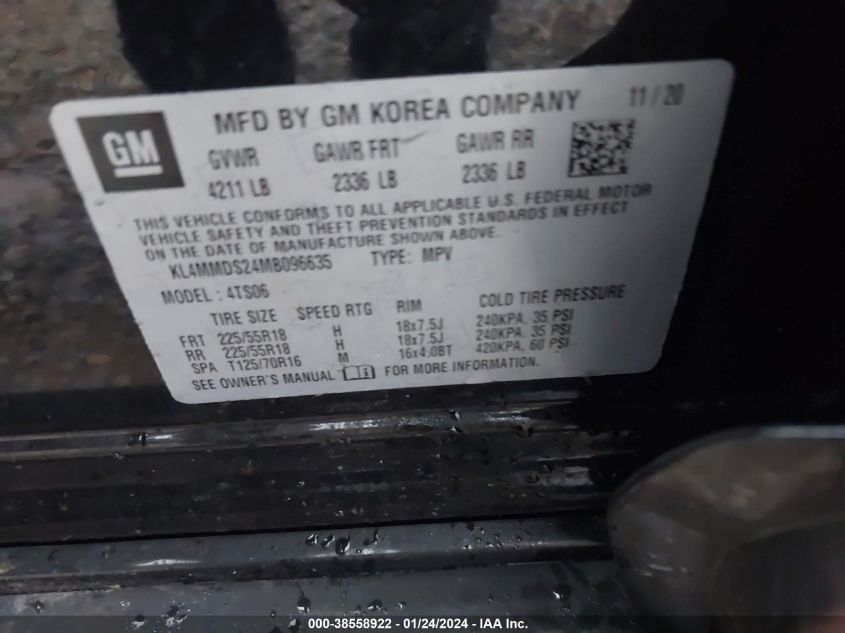 GM
MFD BY GM KOREA COMPANY 11/20
GVWR GAWR FRT GAWR RR
4211 LB 2336 LB 2336 LB
THIS VEHICLE CONFORMS TO ALL APPLICABLE U.S. FEDERAL MOTOR
VEHICLE SAFETY AND THEFT PREVENTION STANDARDS IN EFFECT
ON THE DATE OF MANUFACTURE SHOWN ABOVE.
KL4MMDS24MB096635 TYPE: MPV
MODEL: 4TS06
TIRE SIZE SPEED RTG RIM COLD TIRE PRESSURE
FRT 225/55R18 H 18x7.5J 240KPA, 35 PSI
RR 225/55R18 H 18x7.5J 240KPA, 35 PSI
SPA T125/70R16 M 16x4.0BT 420KPA, 60 PSI
SEE OWNER'S MANUAL FOR MORE INFORMATION.
000-38558922 - 01/24/2024 - IAA Inc.